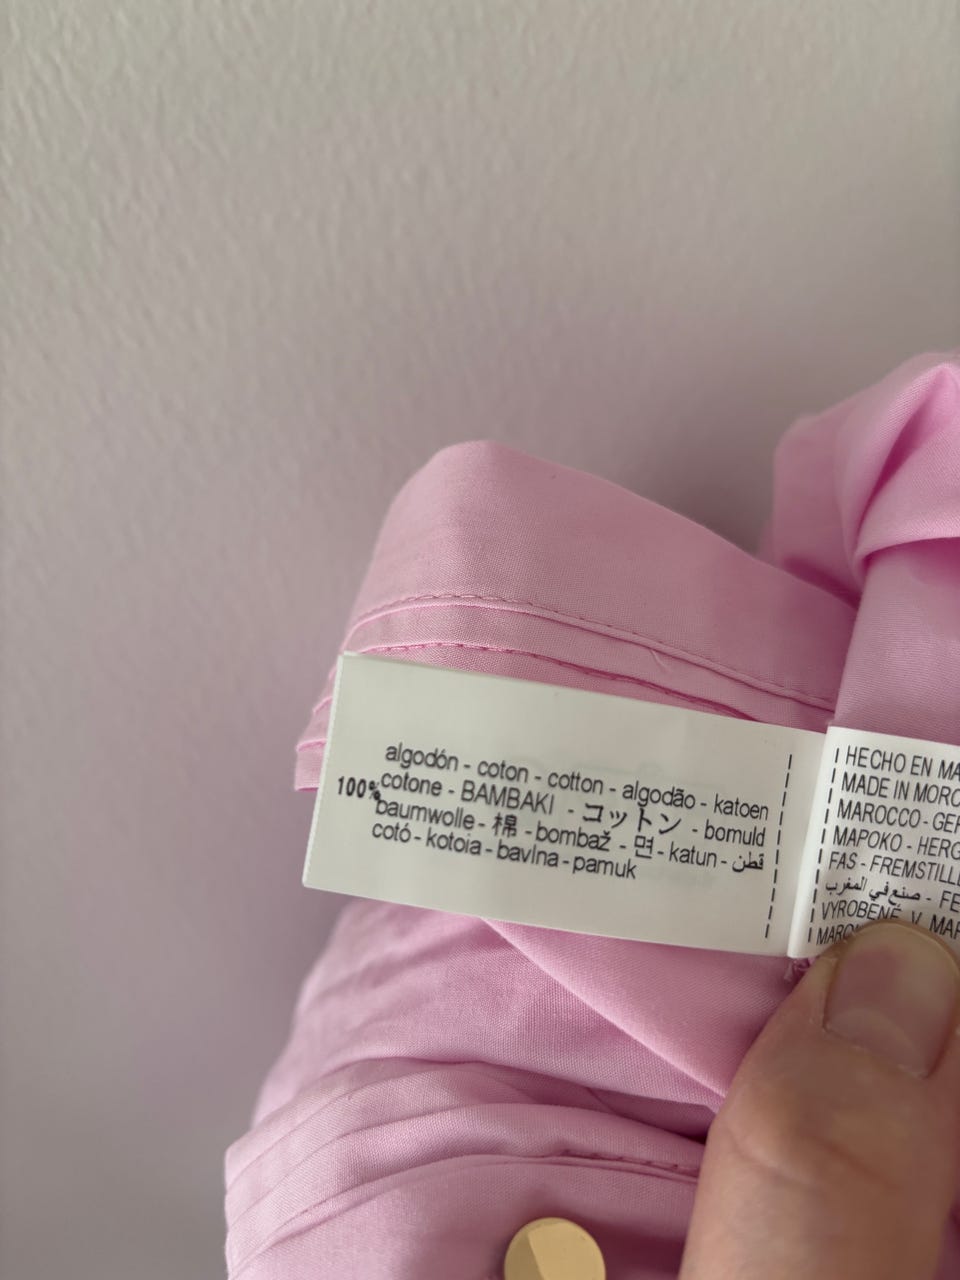 algodón - coton - cotton - algodão - katoen
100% cotone - BAMBAKI - コットン - bomuld
baumwolle - 棉 - bombaž - 면 - katun - قطن
cotó - kotoia - bavlna - pamuk
HECHO EN MA
MADE IN MORO
MAROCCO - GER
MAPOKO - HERG
FAS - FREMSTILLE
صنع في المغرب - FE
VYROBENÉ V MAR
MARO